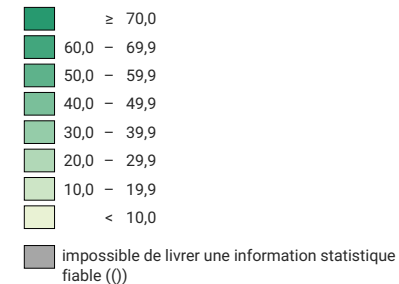 ≥ 70,0
60,0 – 69,9
50,0 – 59,9
40,0 – 49,9
30,0 – 39,9
20,0 – 29,9
10,0 – 19,9
< 10,0
impossible de livrer une information statistique
fiable (())